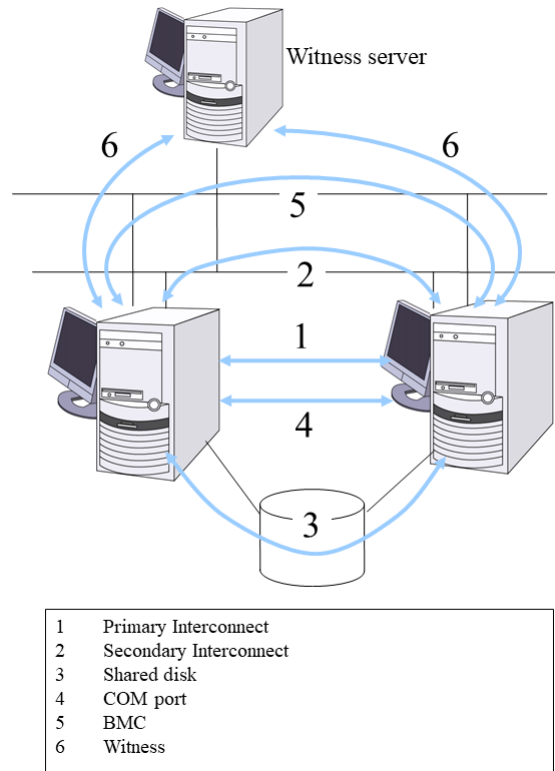 Witness server
6 6
5
2
1
4
3
1 Primary Interconnect
2 Secondary Interconnect
3 Shared disk
4 COM port
5 BMC
6 Witness